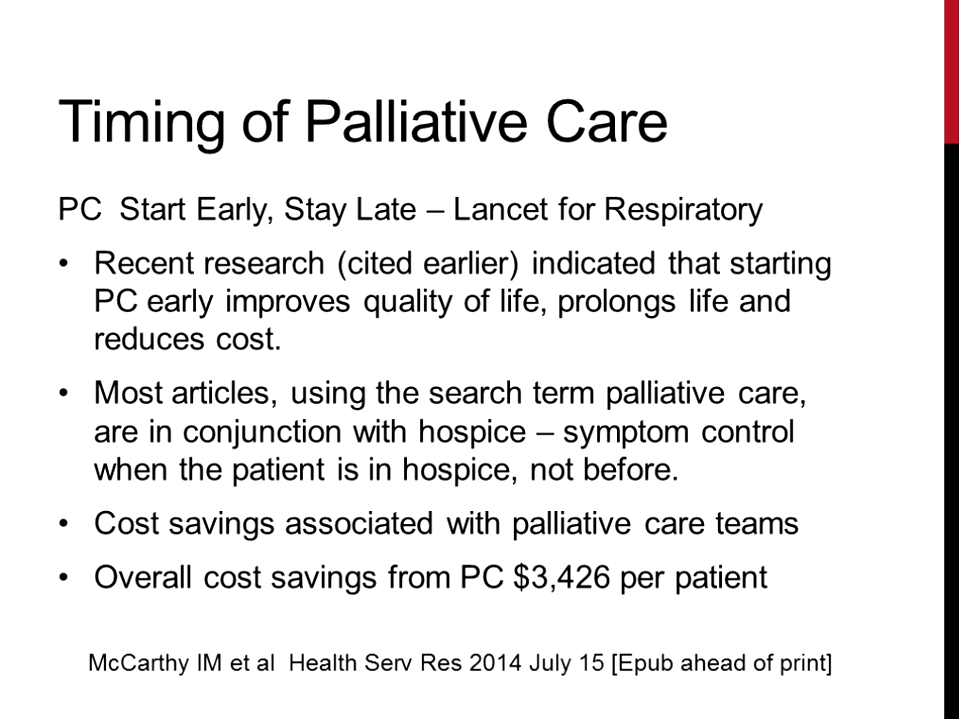 Timing of Palliative Care
PC  Start Early, Stay Late – Lancet for Respiratory
• Recent research (cited earlier) indicated that starting
PC early improves quality of life, prolongs life and
reduces cost.
• Most articles, using the search term palliative care,
are in conjunction with hospice – symptom control
when the patient is in hospice, not before.
• Cost savings associated with palliative care teams
• Overall cost savings from PC $3,426 per patient
McCarthy IM et al  Health Serv Res 2014 July 15 [Epub ahead of print]